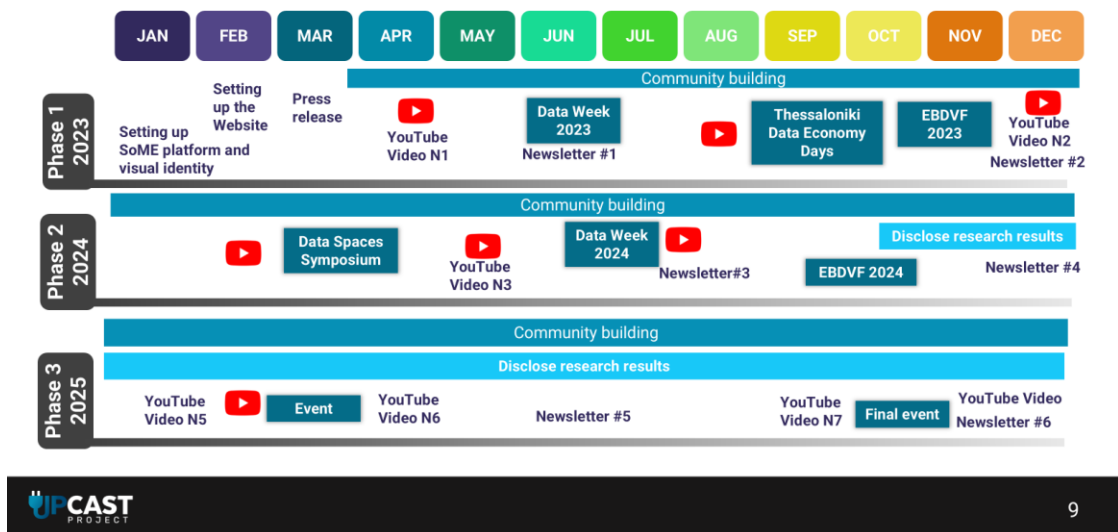 JAN FEB MAR APR MAY JUN JUL AUG SEP OCT NOV DEC
Phase 1
2023
Community building
Setting up
SoME platform and
visual identity
Setting
up the
Website
Press
release
YouTube
Video N1
Data Week
2023
Newsletter #1
Thessaloniki
Data Economy
Days
EBDVF
2023
YouTube
Video N2
Newsletter #2
Phase 2
2024
Community building
Data Spaces
Symposium
YouTube
Video N3
Data Week
2024
Newsletter#3
Disclose research results
EBDVF 2024
Newsletter #4
Phase 3
2025
Community building
Disclose research results
YouTube
Video N5
Event
YouTube
Video N6
Newsletter #5
YouTube
Video N7
Final event
YouTube Video
Newsletter #6
UPCAST
PROJECT
9